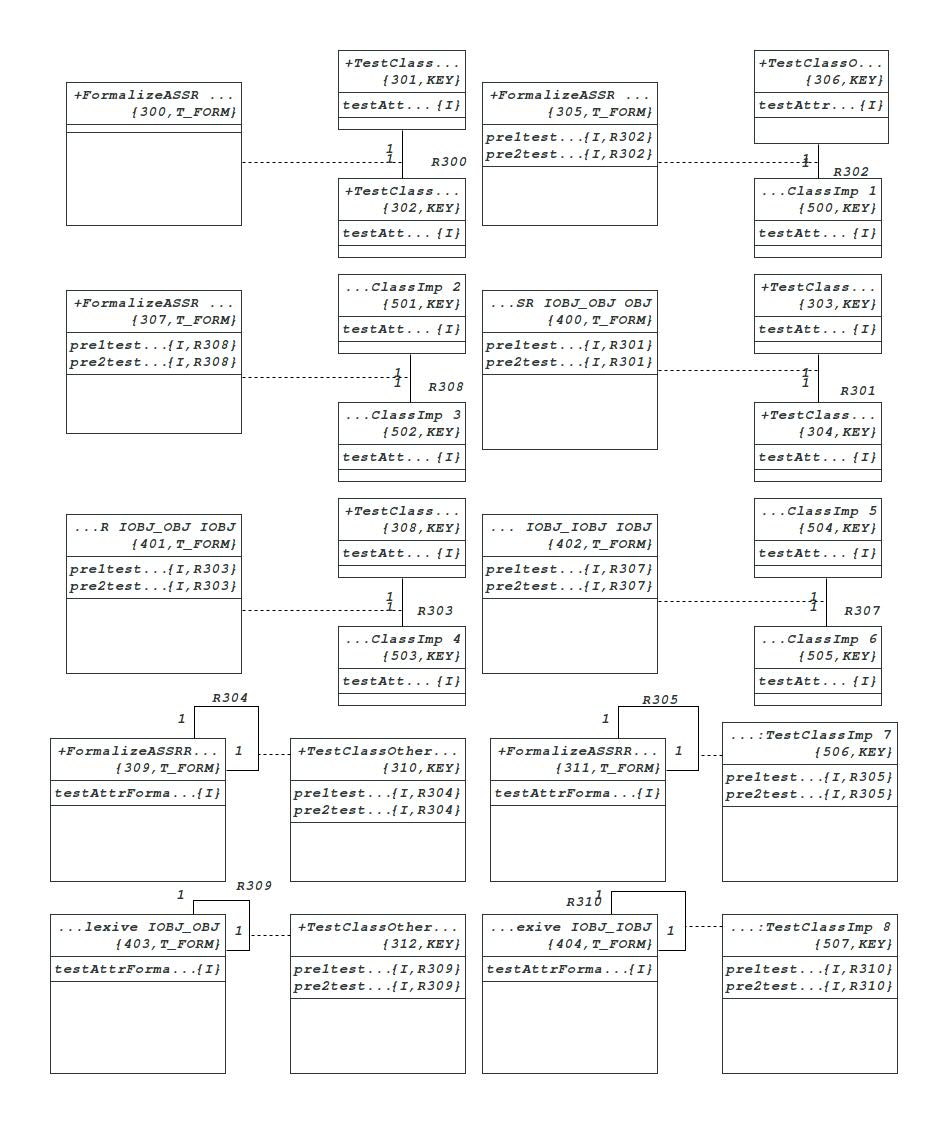 +TestClass...
{301,KEY}
testAtt... {I}
+FormalizeASSR ...
{300,T_FORM}
1
1
R300
+TestClass...
{302,KEY}
testAtt... {I}
+TestClassO...
{306,KEY}
testAttr...{I}
+FormalizeASSR ...
{305,T_FORM}
pre1test...{I,R302}
pre2test...{I,R302}
1
1
R302
...ClassImp 1
{500,KEY}
testAtt... {I}
...ClassImp 2
{501,KEY}
testAtt... {I}
+FormalizeASSR ...
{307,T_FORM}
pre1test...{I,R308}
pre2test...{I,R308}
1
1
R308
...ClassImp 3
{502,KEY}
testAtt... {I}
+TestClass...
{303,KEY}
testAtt... {I}
...SR IOBJ_OBJ OBJ
{400,T_FORM}
pre1test...{I,R301}
pre2test...{I,R301}
1
1
R301
+TestClass...
{304,KEY}
testAtt... {I}
+TestClass...
{308,KEY}
testAtt... {I}
...R IOBJ_OBJ IOBJ
{401,T_FORM}
pre1test...{I,R303}
pre2test...{I,R303}
1
1
R303
...ClassImp 4
{503,KEY}
testAtt... {I}
...ClassImp 5
{504,KEY}
testAtt... {I}
... IOBJ_IOBJ IOBJ
{402,T_FORM}
pre1test...{I,R307}
pre2test...{I,R307}
1
1
R307
...ClassImp 6
{505,KEY}
testAtt... {I}
R304
1
1
+FormalizeASSRR...
{309,T_FORM}
testAttrForma...{I}
+TestClassOther...
{310,KEY}
pre1test...{I,R304}
pre2test...{I,R304}
R305
1
1
+FormalizeASSRR...
{311,T_FORM}
testAttrForma...{I}
...:TestClassImp 7
{506,KEY}
pre1test...{I,R305}
pre2test...{I,R305}
R309
1
1
...lexive IOBJ_OBJ
{403,T_FORM}
testAttrForma...{I}
+TestClassOther...
{312,KEY}
pre1test...{I,R309}
pre2test...{I,R309}
R310
1
1
...exive IOBJ_IOBJ
{404,T_FORM}
testAttrForma...{I}
...:TestClassImp 8
{507,KEY}
pre1test...{I,R310}
pre2test...{I,R310}